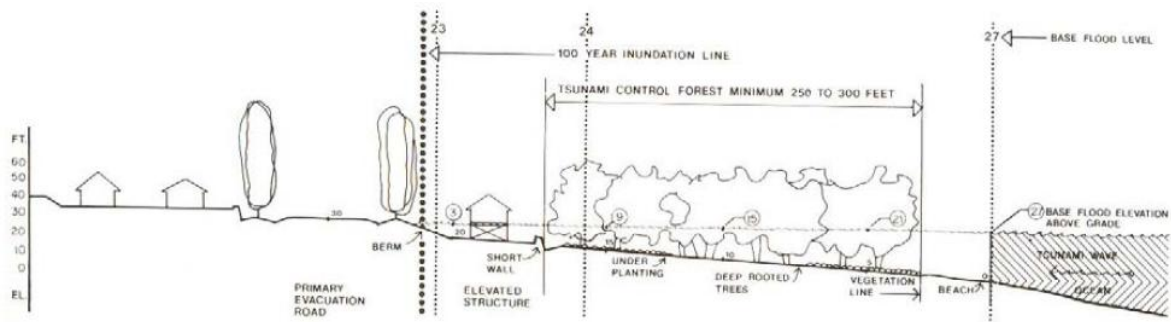 23
24
27
BASE FLOOD LEVEL
100 YEAR INUNDATION LINE
TSUNAMI CONTROL FOREST MINIMUM 250 TO 300 FEET
FT.
60
50
40
30
20
10
0
EL.
30
3
20
9
15
15
10
21
5
27
BASE FLOOD ELEVATION
ABOVE GRADE
0
TSUNAMI WAVE
OCEAN
BERM
PRIMARY
EVACUATION
ROAD
ELEVATED
STRUCTURE
SHORT
WALL
UNDER
PLANTING
DEEP ROOTED
TREES
VEGETATION
LINE
BEACH